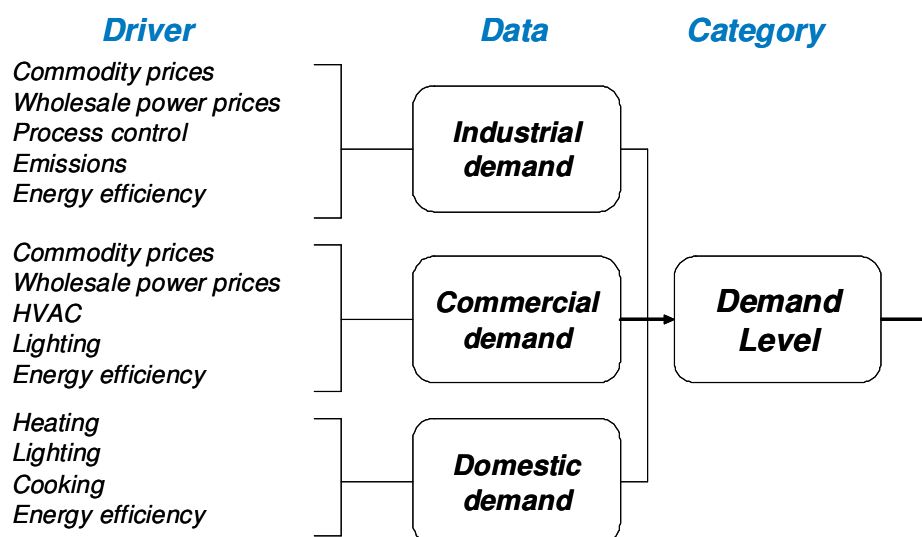 Driver
Data
Category
Commodity prices
Wholesale power prices
Process control
Emissions
Energy efficiency
Industrial
demand
Commodity prices
Wholesale power prices
HVAC
Lighting
Energy efficiency
Commercial
demand
Demand
Level
Heating
Lighting
Cooking
Energy efficiency
Domestic
demand